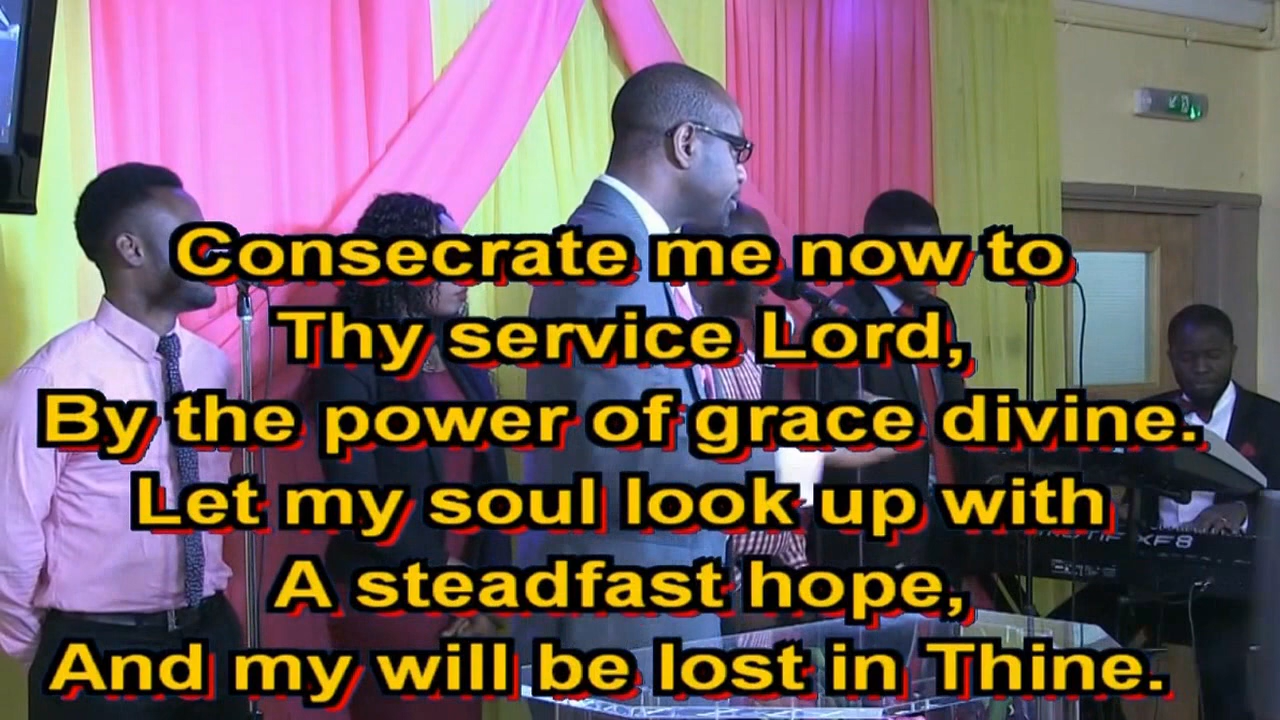 Consecrate me now to
Thy service Lord,
By the power of grace divine.
Let my soul look up with
A steadfast hope,
And my will be lost in Thine.
XF8